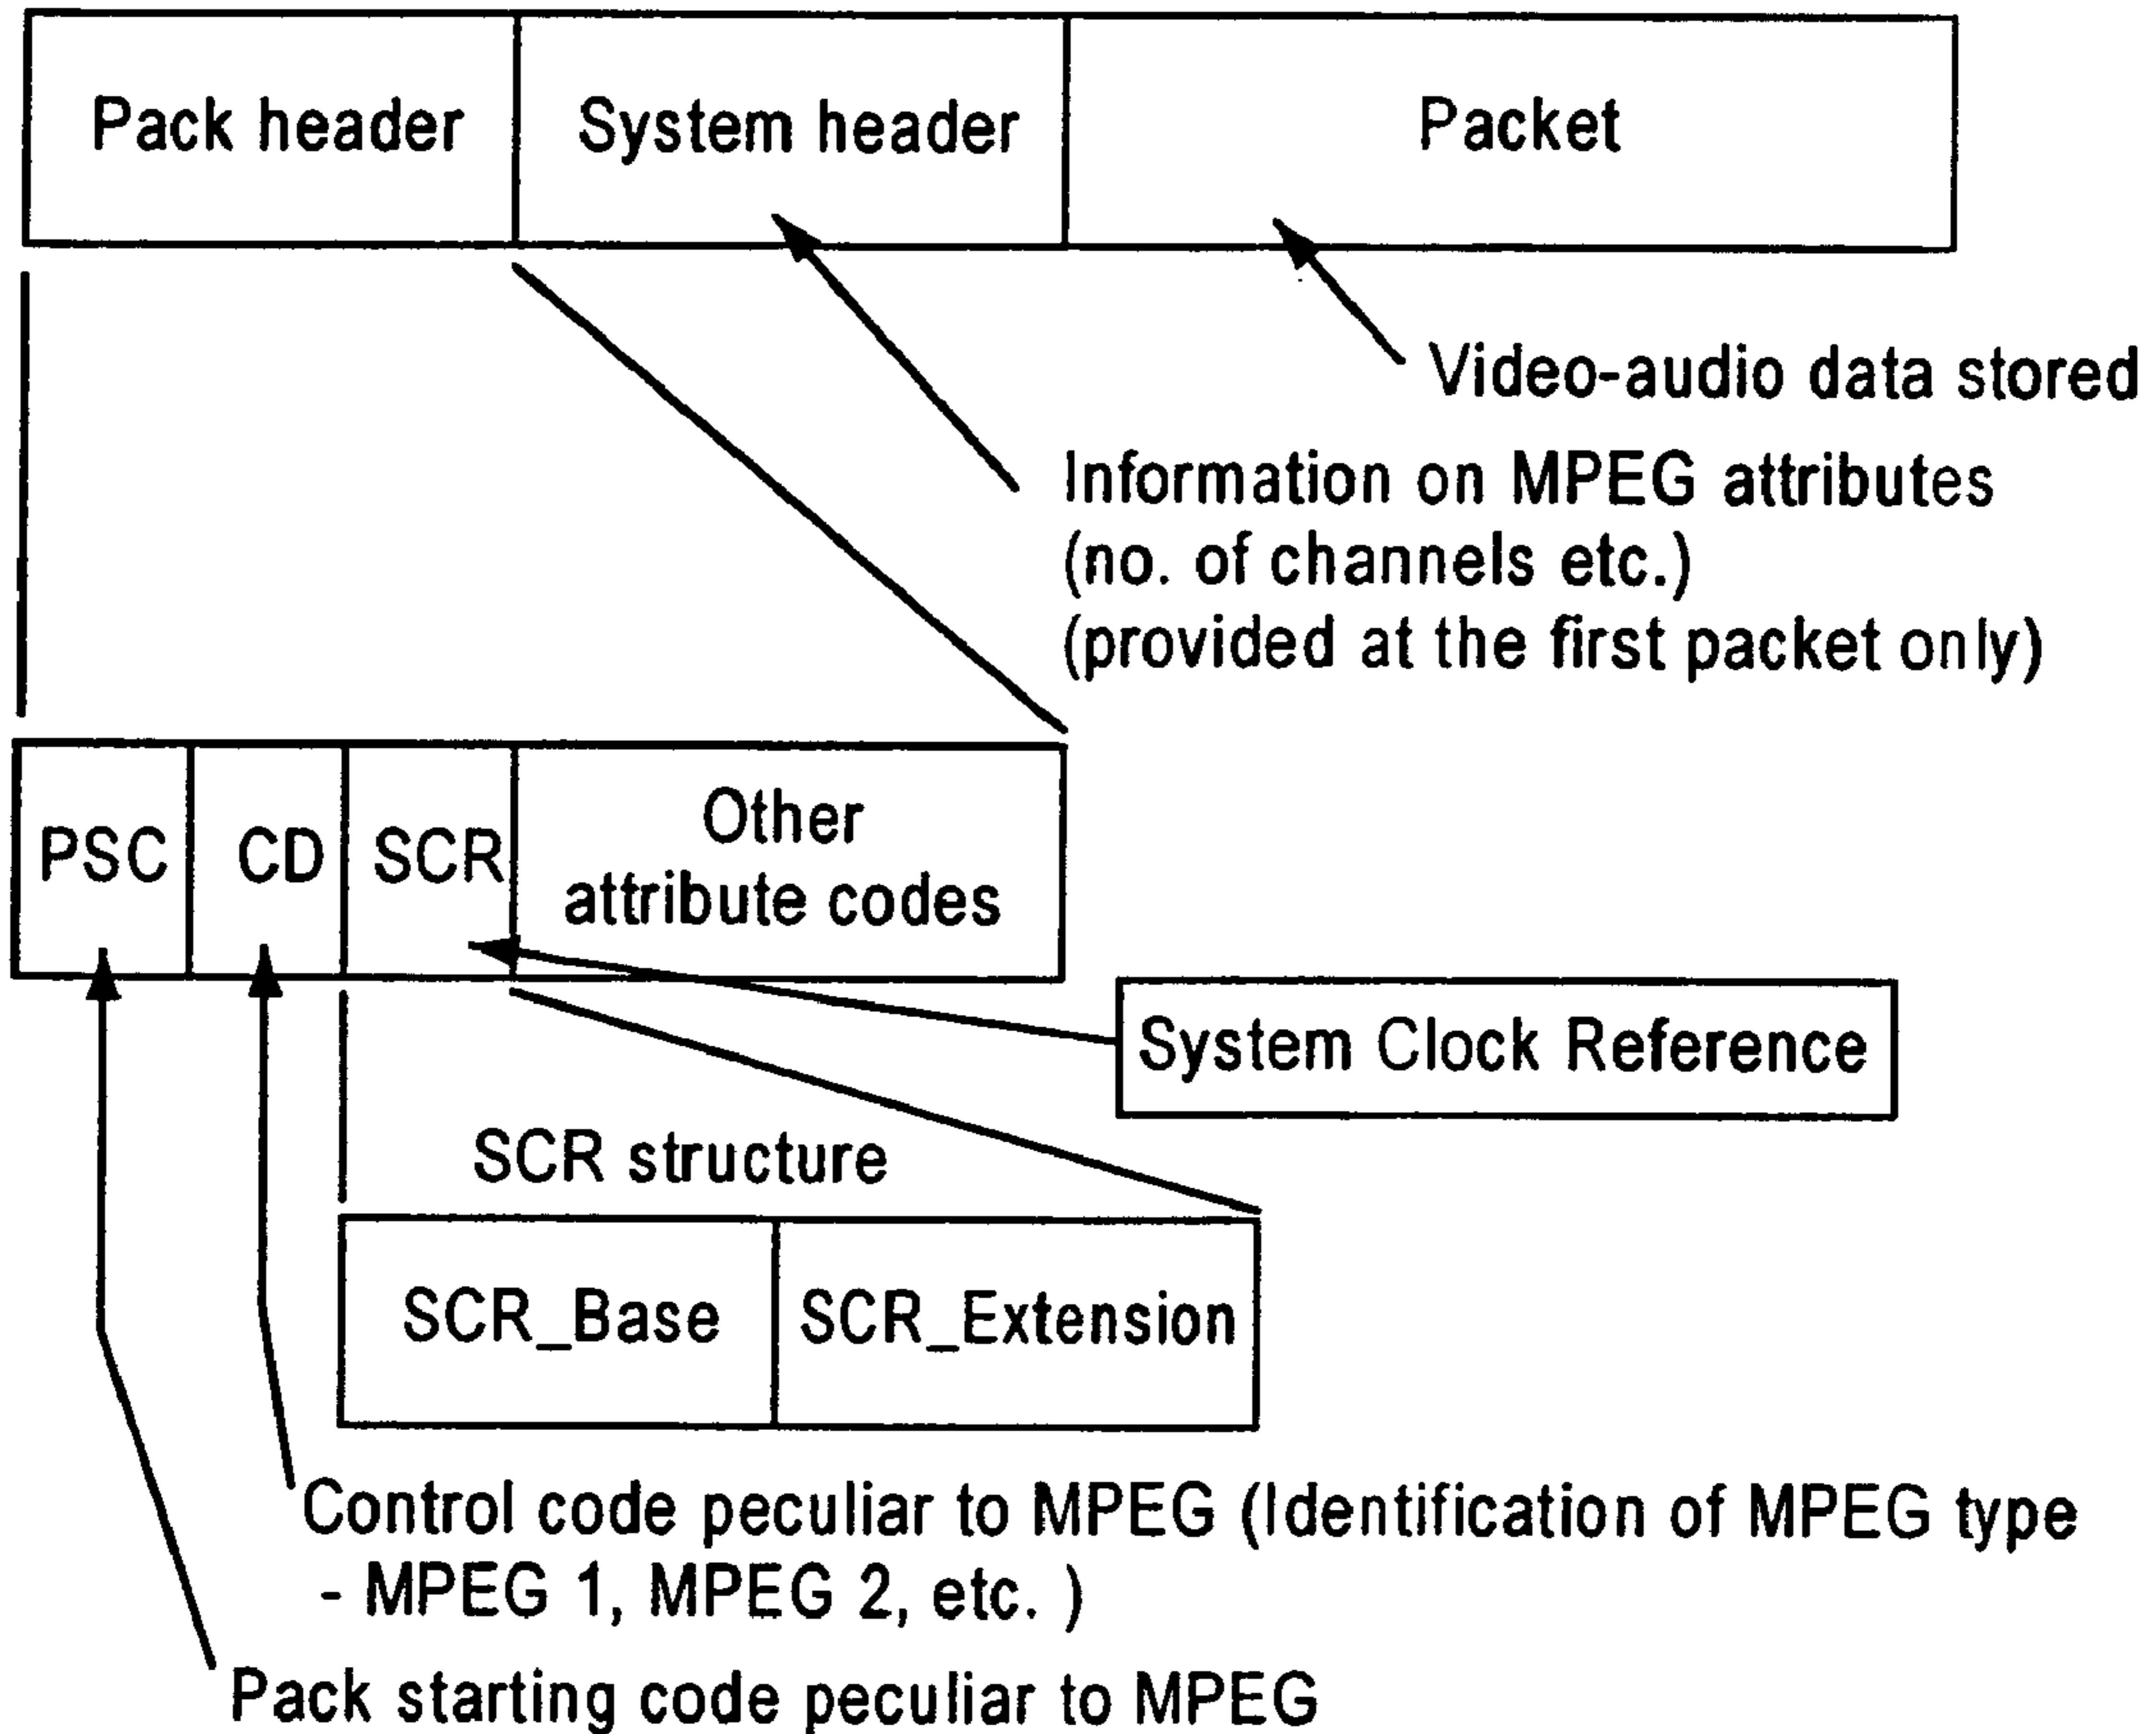 Pack header
System header
Packet
Video-audio data stored
Information on MPEG attributes
(no. of channels etc.)
(provided at the first packet only)
PSC
CD
SCR
Other
attribute codes
System Clock Reference
SCR structure
SCR_Base
SCR_Extension
Control code peculiar to MPEG (Identification of MPEG type
- MPEG 1, MPEG 2, etc. )
Pack starting code peculiar to MPEG